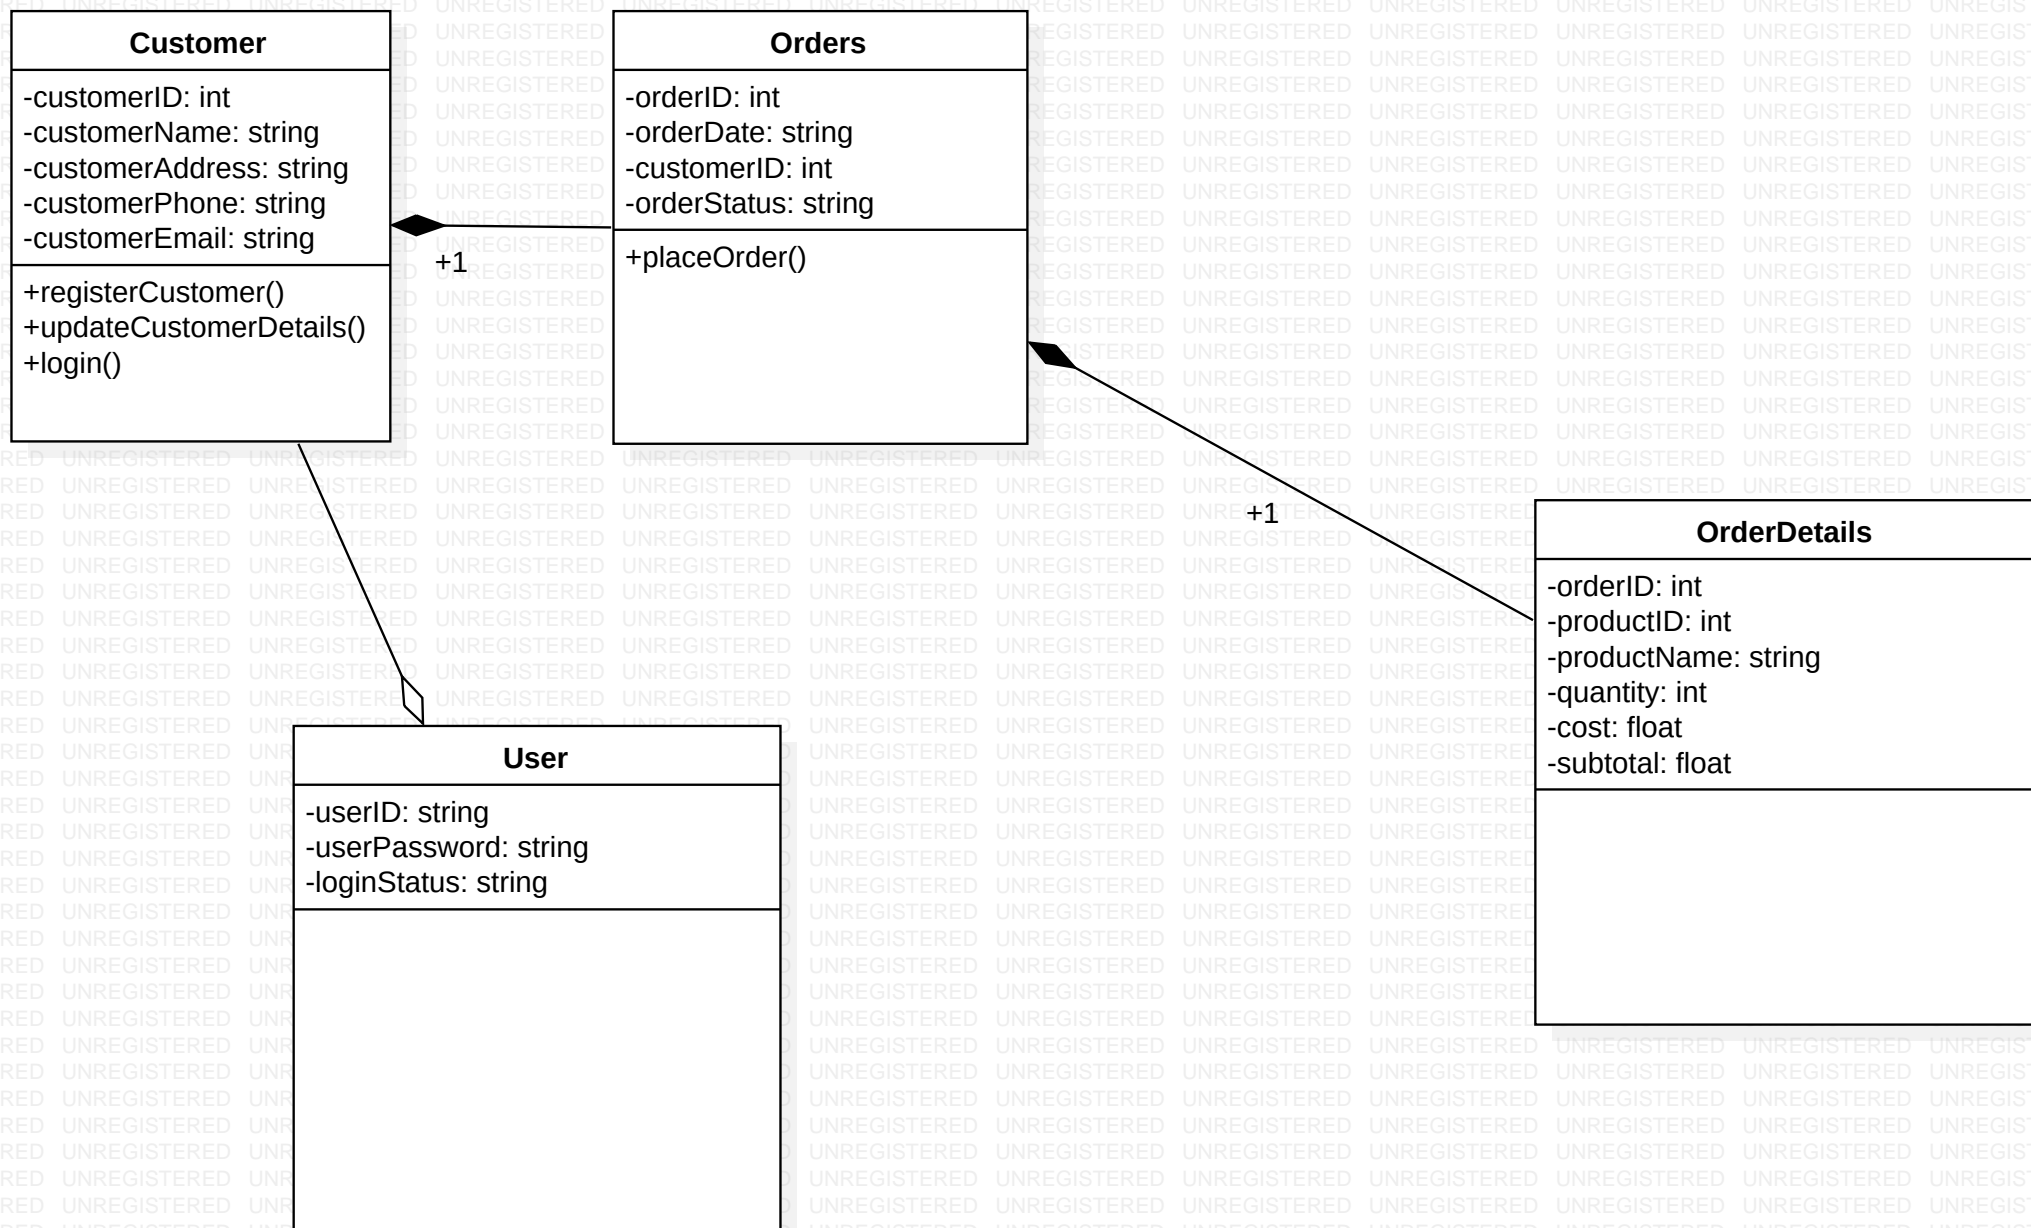 Customer
-customerID: int
-customerName: string
-customerAddress: string
-customerPhone: string
-customerEmail: string
+registerCustomer()
+updateCustomerDetails()
+login()
+1
Orders
-orderID: int
-orderDate: string
-customerID: int
-orderStatus: string
+placeOrder()
+1
OrderDetails
-orderID: int
-productID: int
-productName: string
-quantity: int
-cost: float
-subtotal: float
User
-userID: string
-userPassword: string
-loginStatus: string
UNREGISTERED